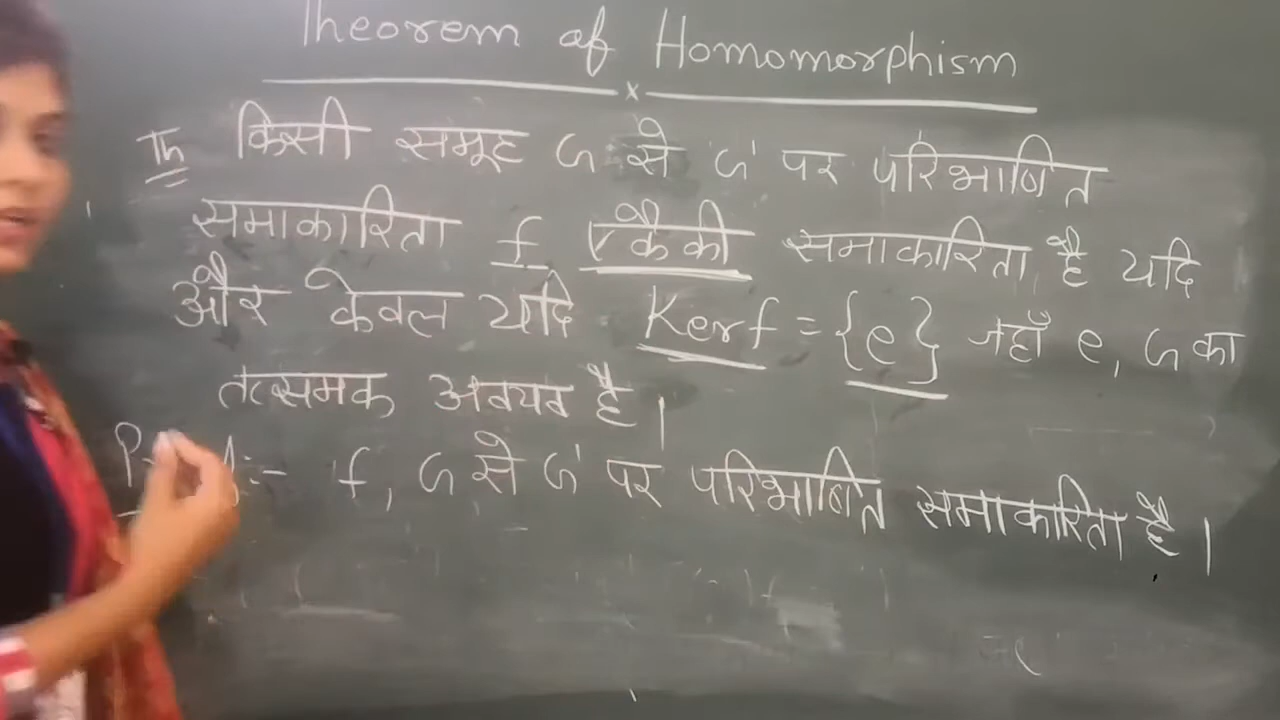 Theorem of Homomorphism
Th किसी समूह G से G' पर परिभाषित
समाकारिता f एकैकी समाकारिता है यदि
और केवल यदि Kerf = {e} जहाँ e, G का
तत्समक अवयव है।
:- f, G से G' पर परिभाषित समाकारिता है।